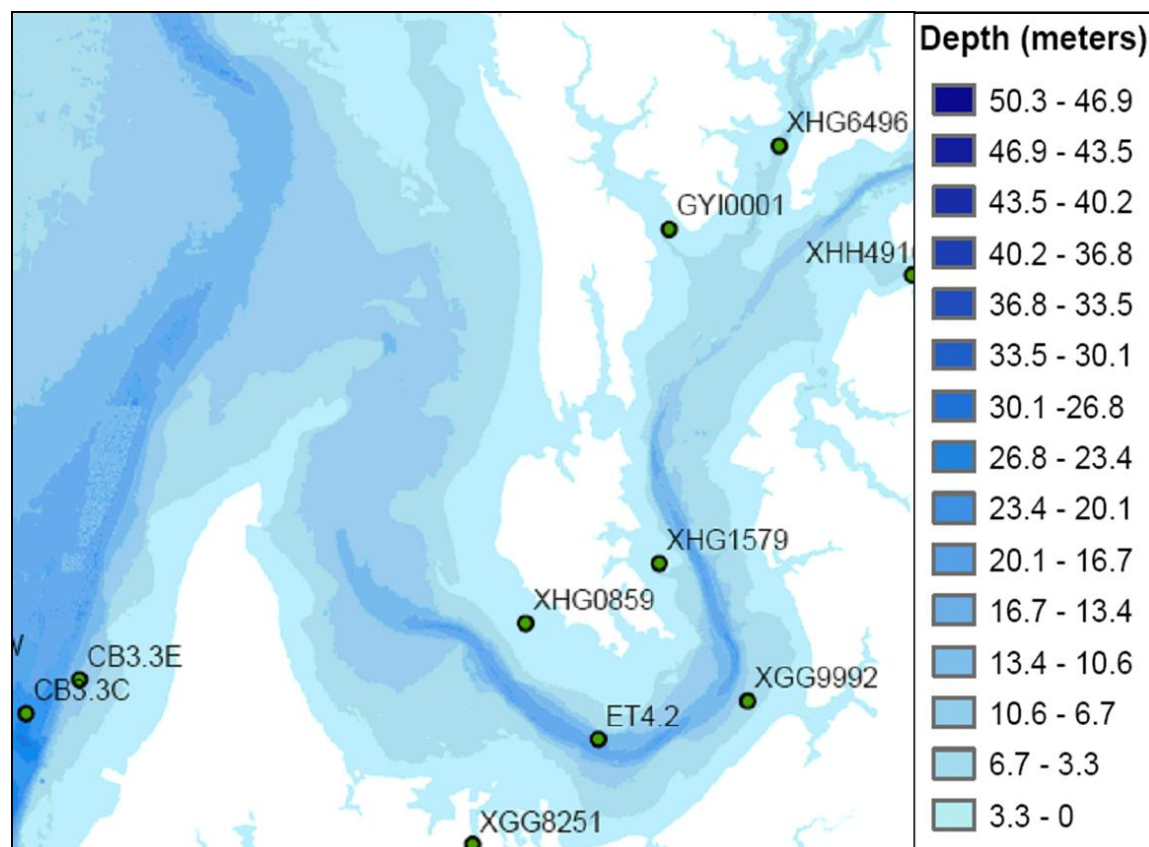 Depth (meters)
50.3 - 46.9
46.9 - 43.5
43.5 - 40.2
40.2 - 36.8
36.8 - 33.5
33.5 - 30.1
30.1 -26.8
26.8 - 23.4
23.4 - 20.1
20.1 - 16.7
16.7 - 13.4
13.4 - 10.6
10.6 - 6.7
6.7 - 3.3
3.3 - 0
XHG6496
GYI0001
XHH491
XHG1579
XHG0859
W
CB3.3E
CB3.3C
XGG9992
ET4.2
XGG8251